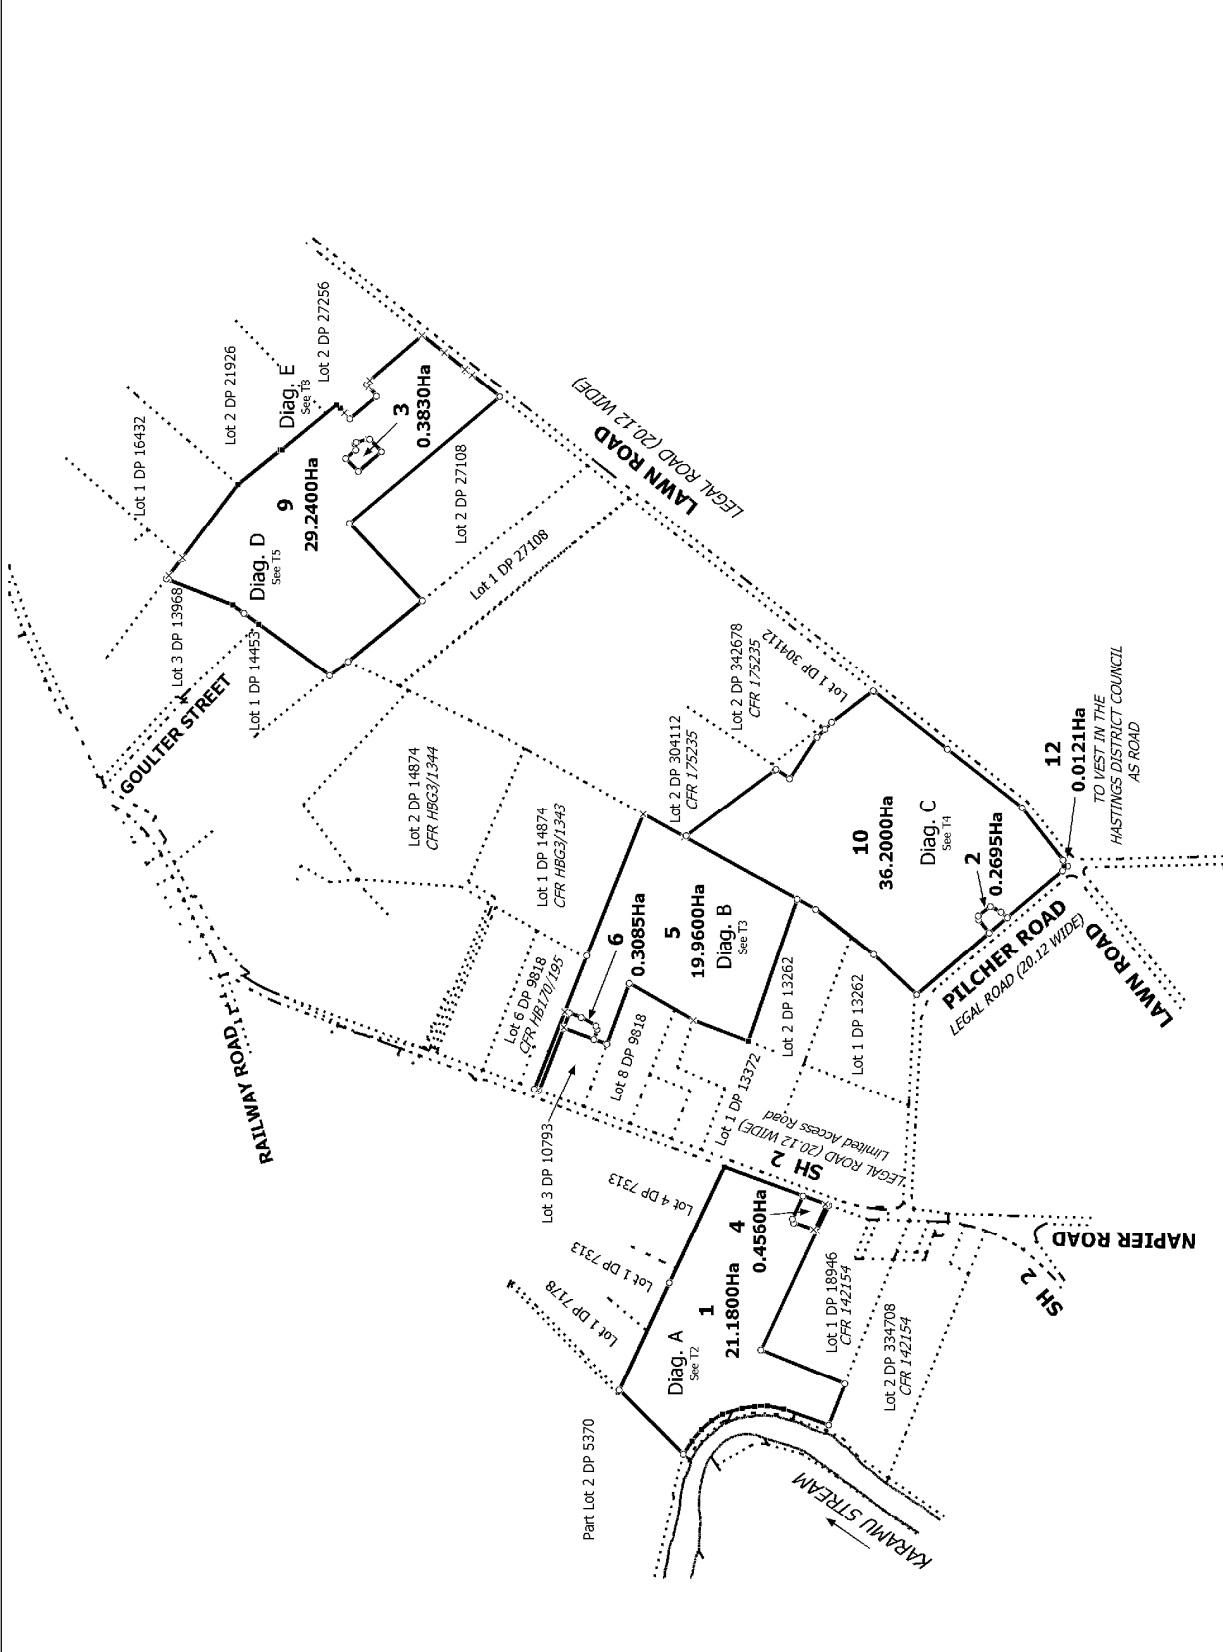 Lot 1 DP 16432
Lot 2 DP 21926
Diag. E
See T8
Lot 2 DP 27256
3
0.3830Ha
9
29.2400Ha
Diag. D
See T5
Lot 3 DP 13968
Lot 1 DP 14453
GOULTER STREET
Lot 2 DP 27108
Lot 1 DP 27108
LAWN ROAD
LEGAL ROAD (20.12 WIDE)
Lot 2 DP 14874
CFR HBG3/1344
Lot 1 DP 14874
CFR HBG3/1343
Lot 2 DP 304112
CFR 175235
Lot 2 DP 342678
CFR 175235
Lot 1 DP 304112
RAILWAY ROAD
Lot 6 DP 9818
CFR HB170/195
6
0.3085Ha
5
19.9600Ha
Diag. B
See T3
10
36.2000Ha
Diag. C
See T4
2
0.2695Ha
12
0.0121Ha
TO VEST IN THE
HASTINGS DISTRICT COUNCIL
AS ROAD
Lot 8 DP 9818
Lot 3 DP 10793
Lot 1 DP 13372
Lot 2 DP 13262
Lot 1 DP 13262
PILCHER ROAD
LEGAL ROAD (20.12 WIDE)
LAWN ROAD
SH 2
LEGAL ROAD (20.12 WIDE)
Limited Access Road
Lot 4 DP 7313
Lot 1 DP 7313
Lot 1 DP 7178
4
0.4560Ha
1
21.1800Ha
Diag. A
See T2
Lot 1 DP 18946
CFR 142154
Lot 2 DP 334708
CFR 142154
NAPIER ROAD
SH 2
Part Lot 2 DP 5370
KARAMU STREAM